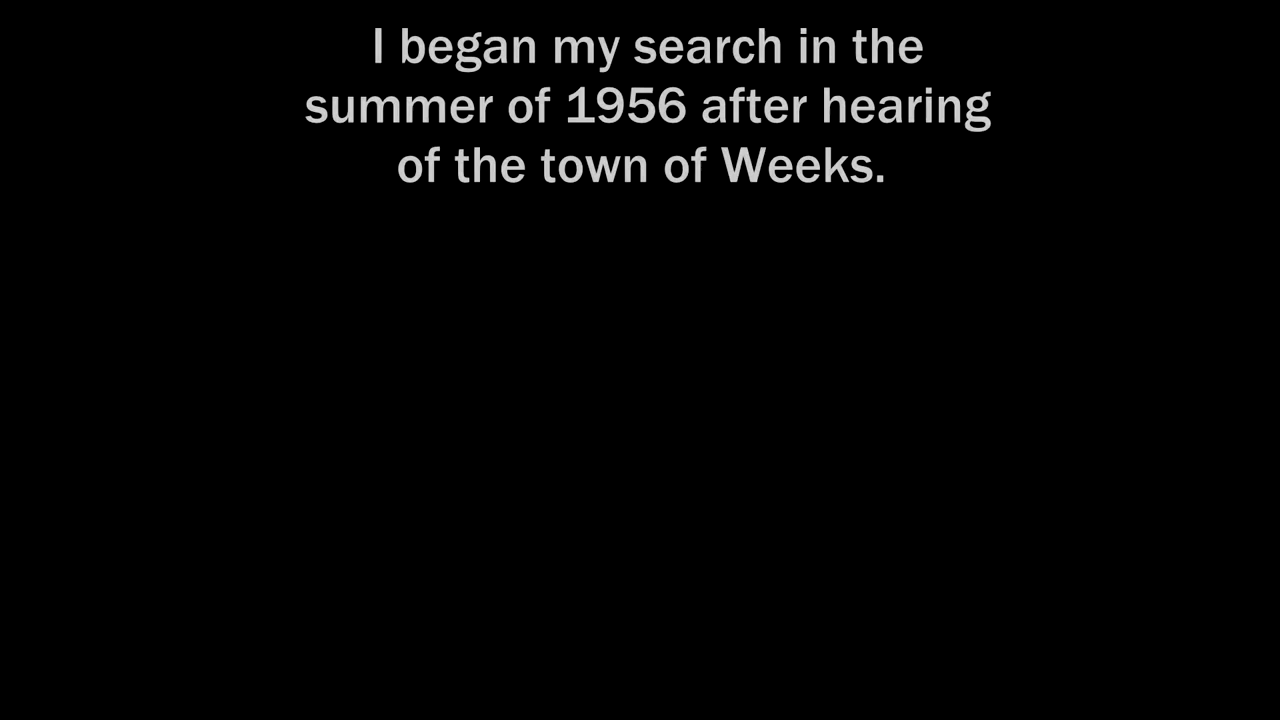 I began my search in the
summer of 1956 after hearing
of the town of Weeks.